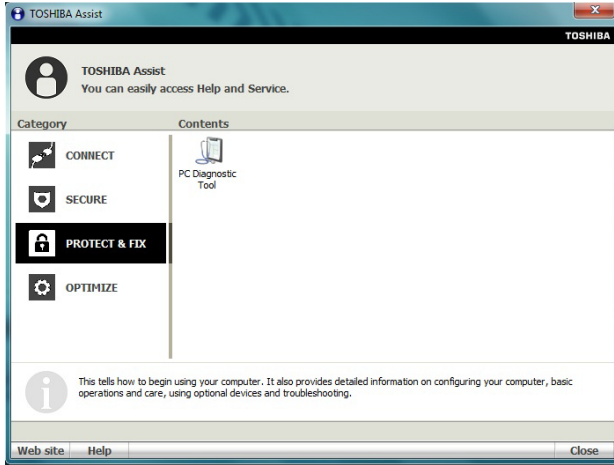 TOSHIBA Assist
TOSHIBA
TOSHIBA Assist
You can easily access Help and Service.
Category
Contents
CONNECT
SECURE
PROTECT & FIX
OPTIMIZE
PC Diagnostic
Tool
This tells how to begin using your computer. It also provides detailed information on configuring your computer, basic
operations and care, using optional devices and troubleshooting.
Web site
Help
Close